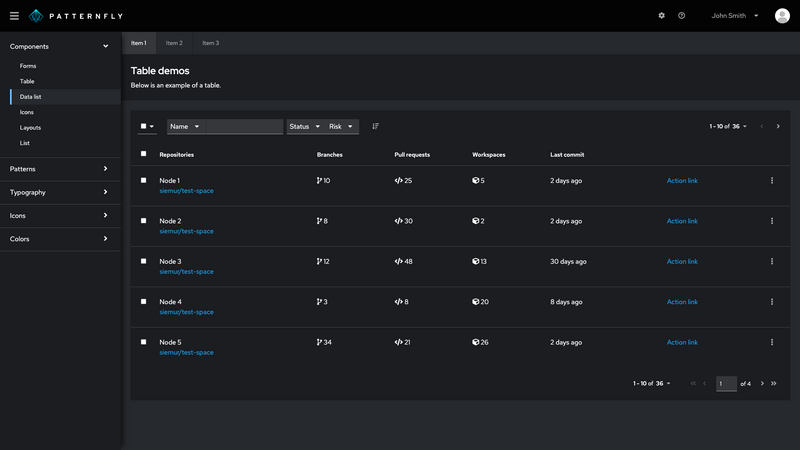 PATTERNFLY
John Smith
Components
Forms
Table
Data list
Icons
Layouts
List
Patterns
Typography
Icons
Colors
Item 1 Item 2 Item 3
Table demos
Below is an example of a table.
Name Status Risk 1 - 10 of 36
Repositories Branches Pull requests Workspaces Last commit
Node 1 10 25 5 2 days ago Action link
siemur/test-space
Node 2 8 30 2 2 days ago Action link
siemur/test-space
Node 3 12 48 13 30 days ago Action link
siemur/test-space
Node 4 3 8 20 8 days ago Action link
siemur/test-space
Node 5 34 21 26 2 days ago Action link
siemur/test-space
1 - 10 of 36 1 of 4